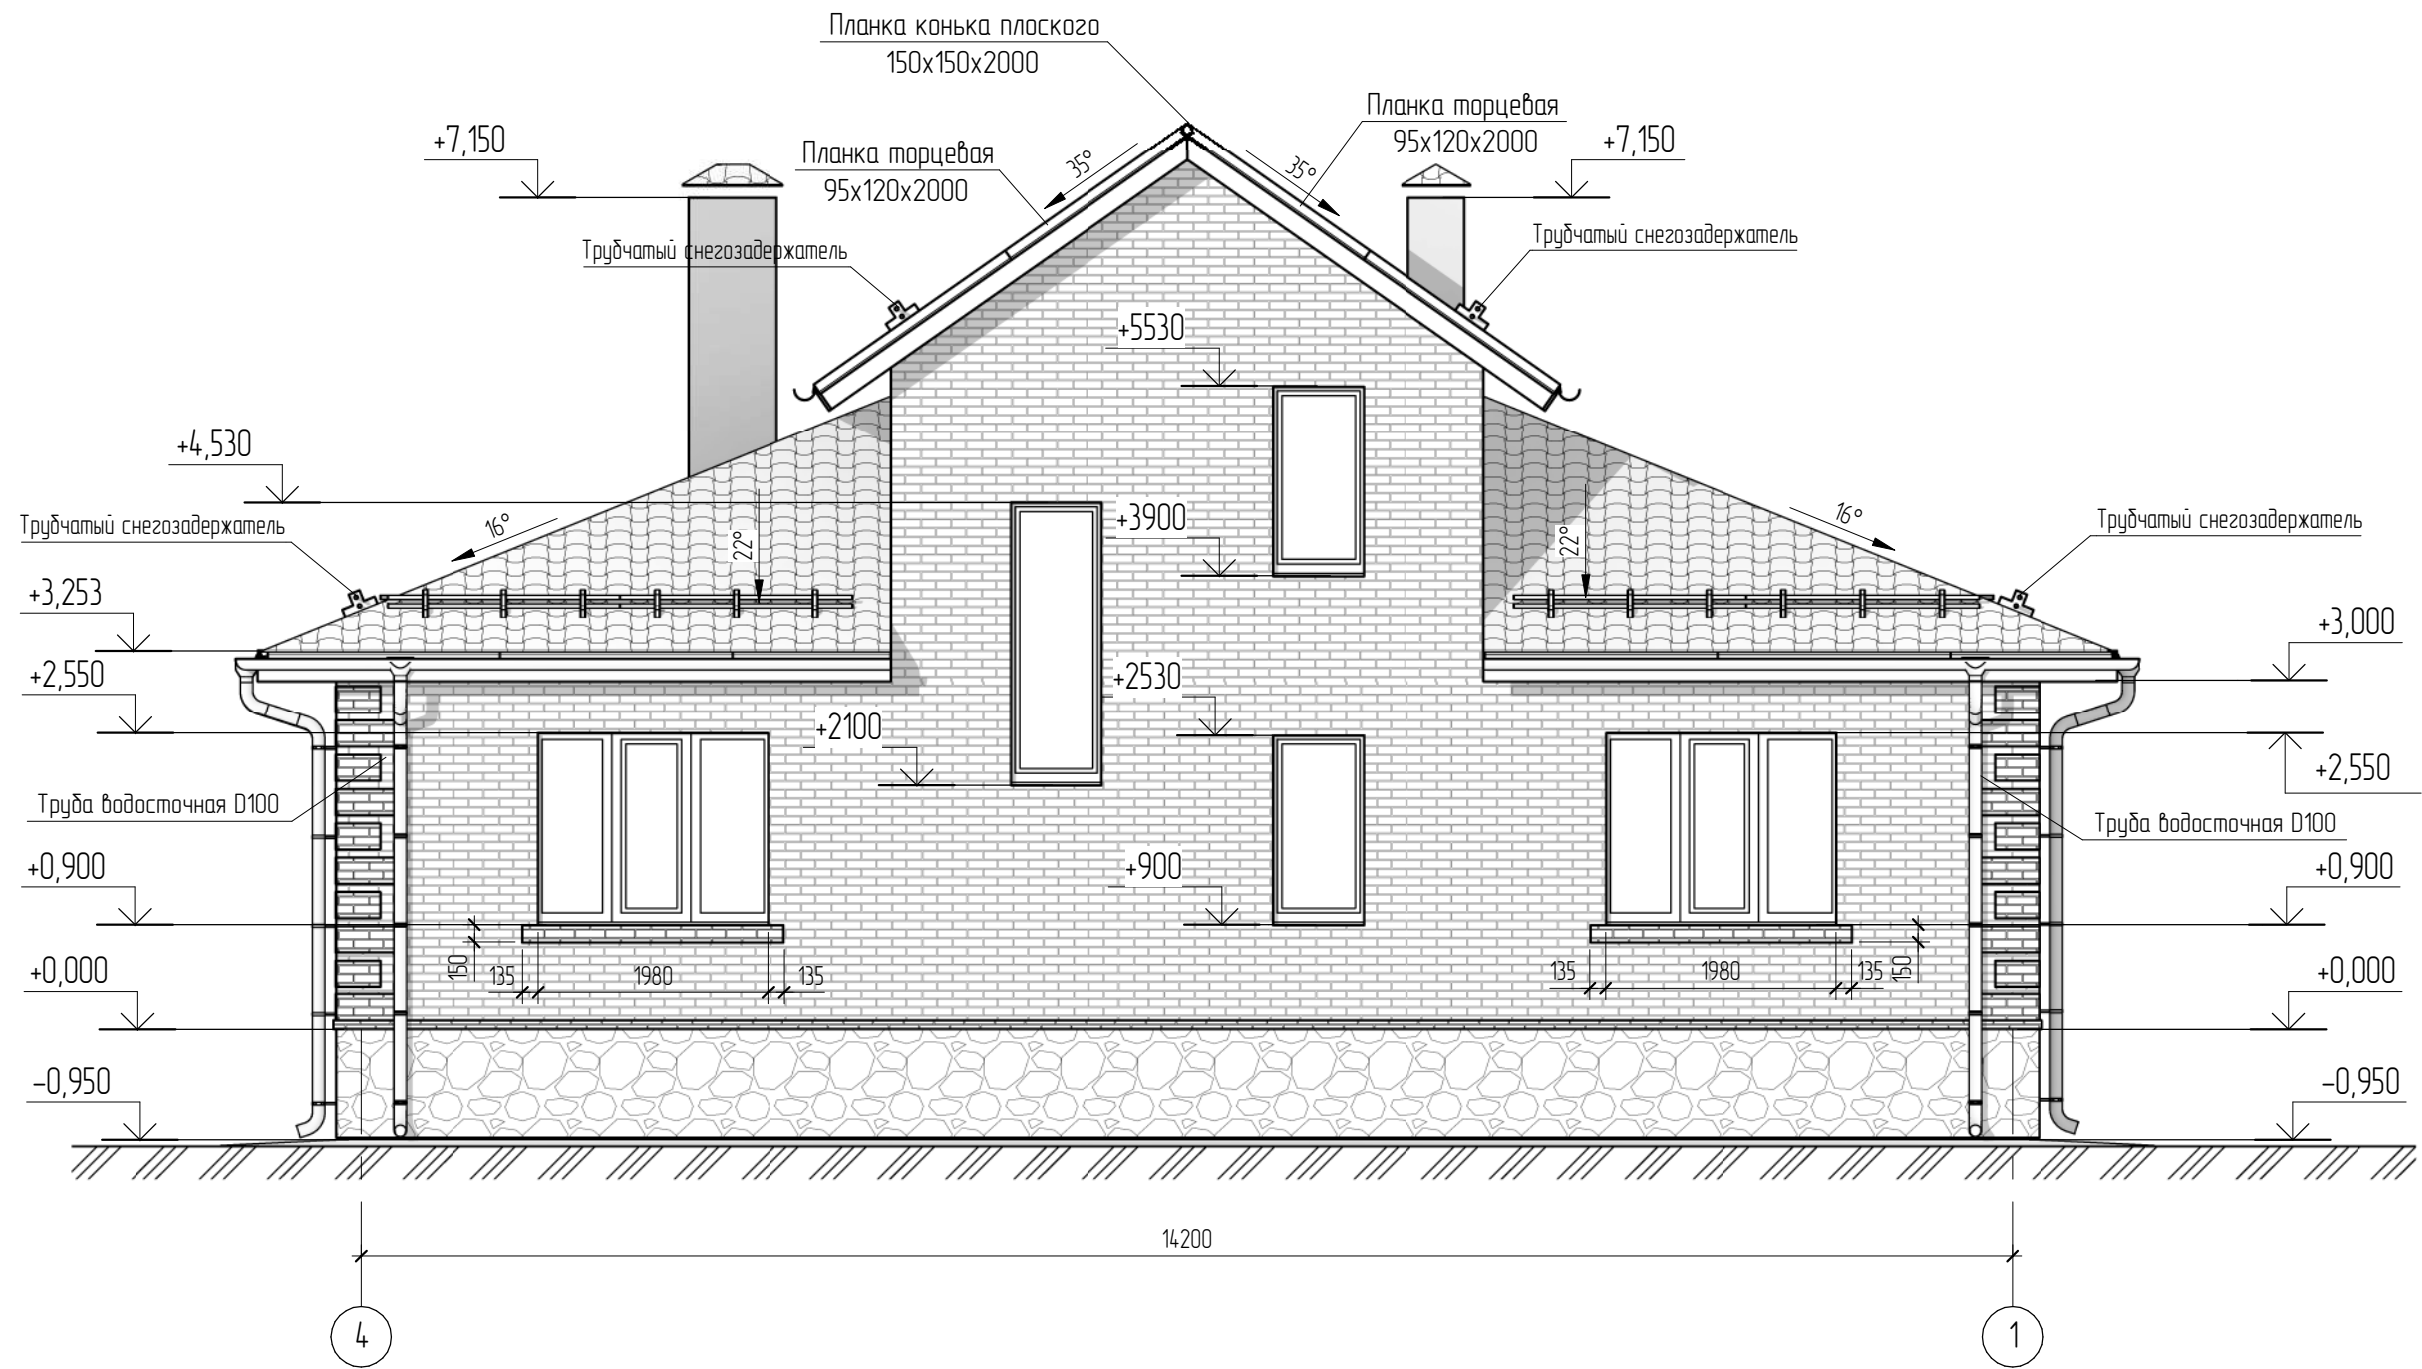 Планка конька плоского
150х150х2000
Планка торцевая
95х120х2000
+7,150
+7,150
Планка торцевая
95х120х2000
35°
35°
Трубчатый снегозадержатель
Трубчатый снегозадержатель
+5530
+4,530
Трубчатый снегозадержатель
16°
22°
+3900
22°
16°
Трубчатый снегозадержатель
+3,253
+3,000
+2,550
+2530
+2100
+2,550
Труба водосточная D100
Труба водосточная D100
+0,900
+900
+0,900
150
135
1980
135
135
1980
135
150
+0,000
+0,000
-0,950
-0,950
14200
4
1